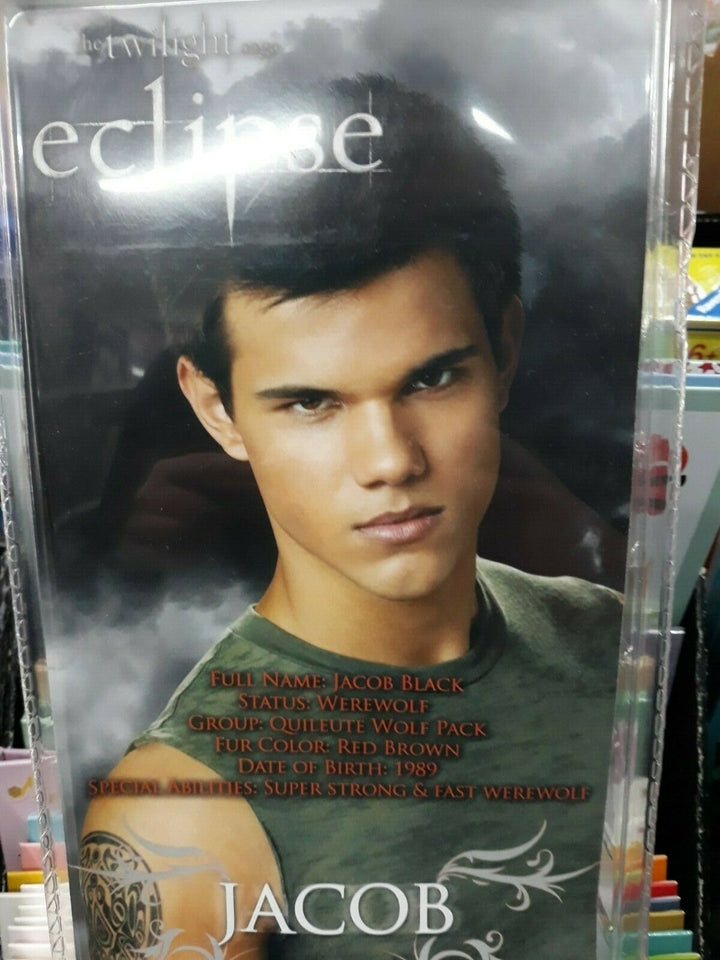 the twilight saga
eclipse
FULL NAME: JACOB BLACK
STATUS: WEREWOLF
GROUP: QUILEUTE WOLF PACK
FUR COLOR: RED BROWN
DATE OF BIRTH: 1989
SPECIAL ABILITIES: SUPER STRONG & FAST WEREWOLF
JACOB
6+